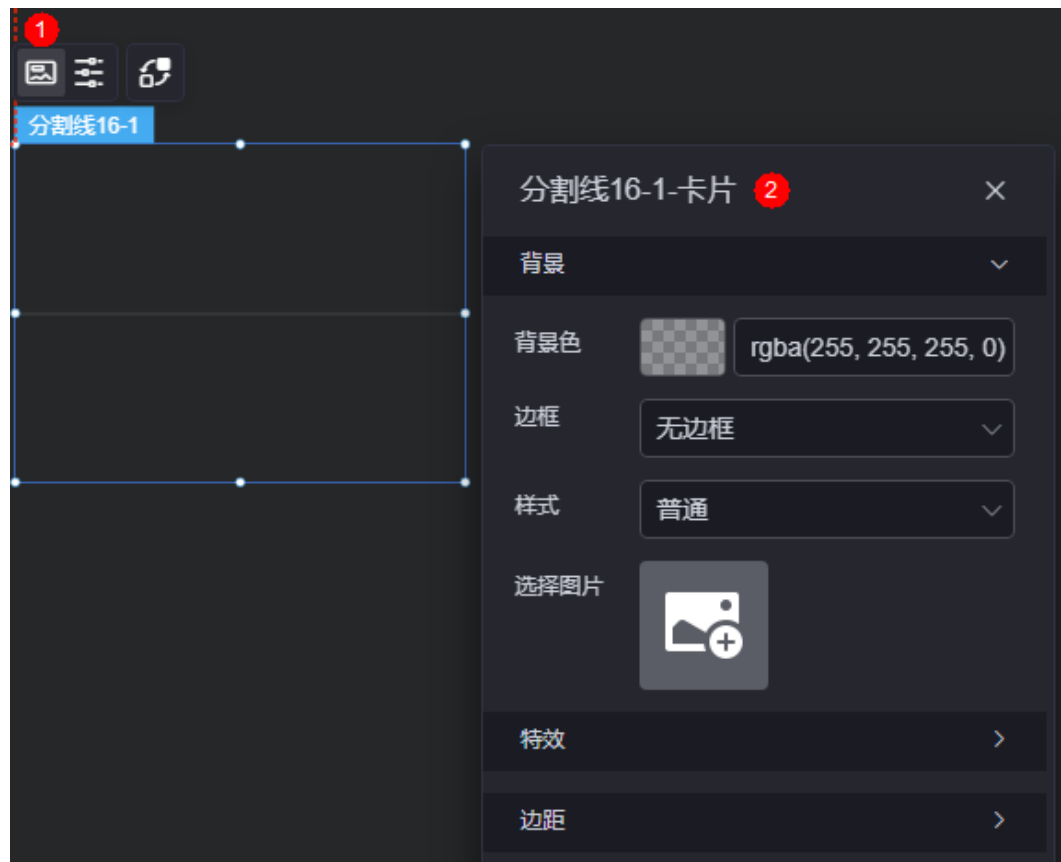 1
分割线16-1
分割线16-1-卡片 2
背景
背景色 rgba(255, 255, 255, 0)
边框 无边框
样式 普通
选择图片
特效
边距